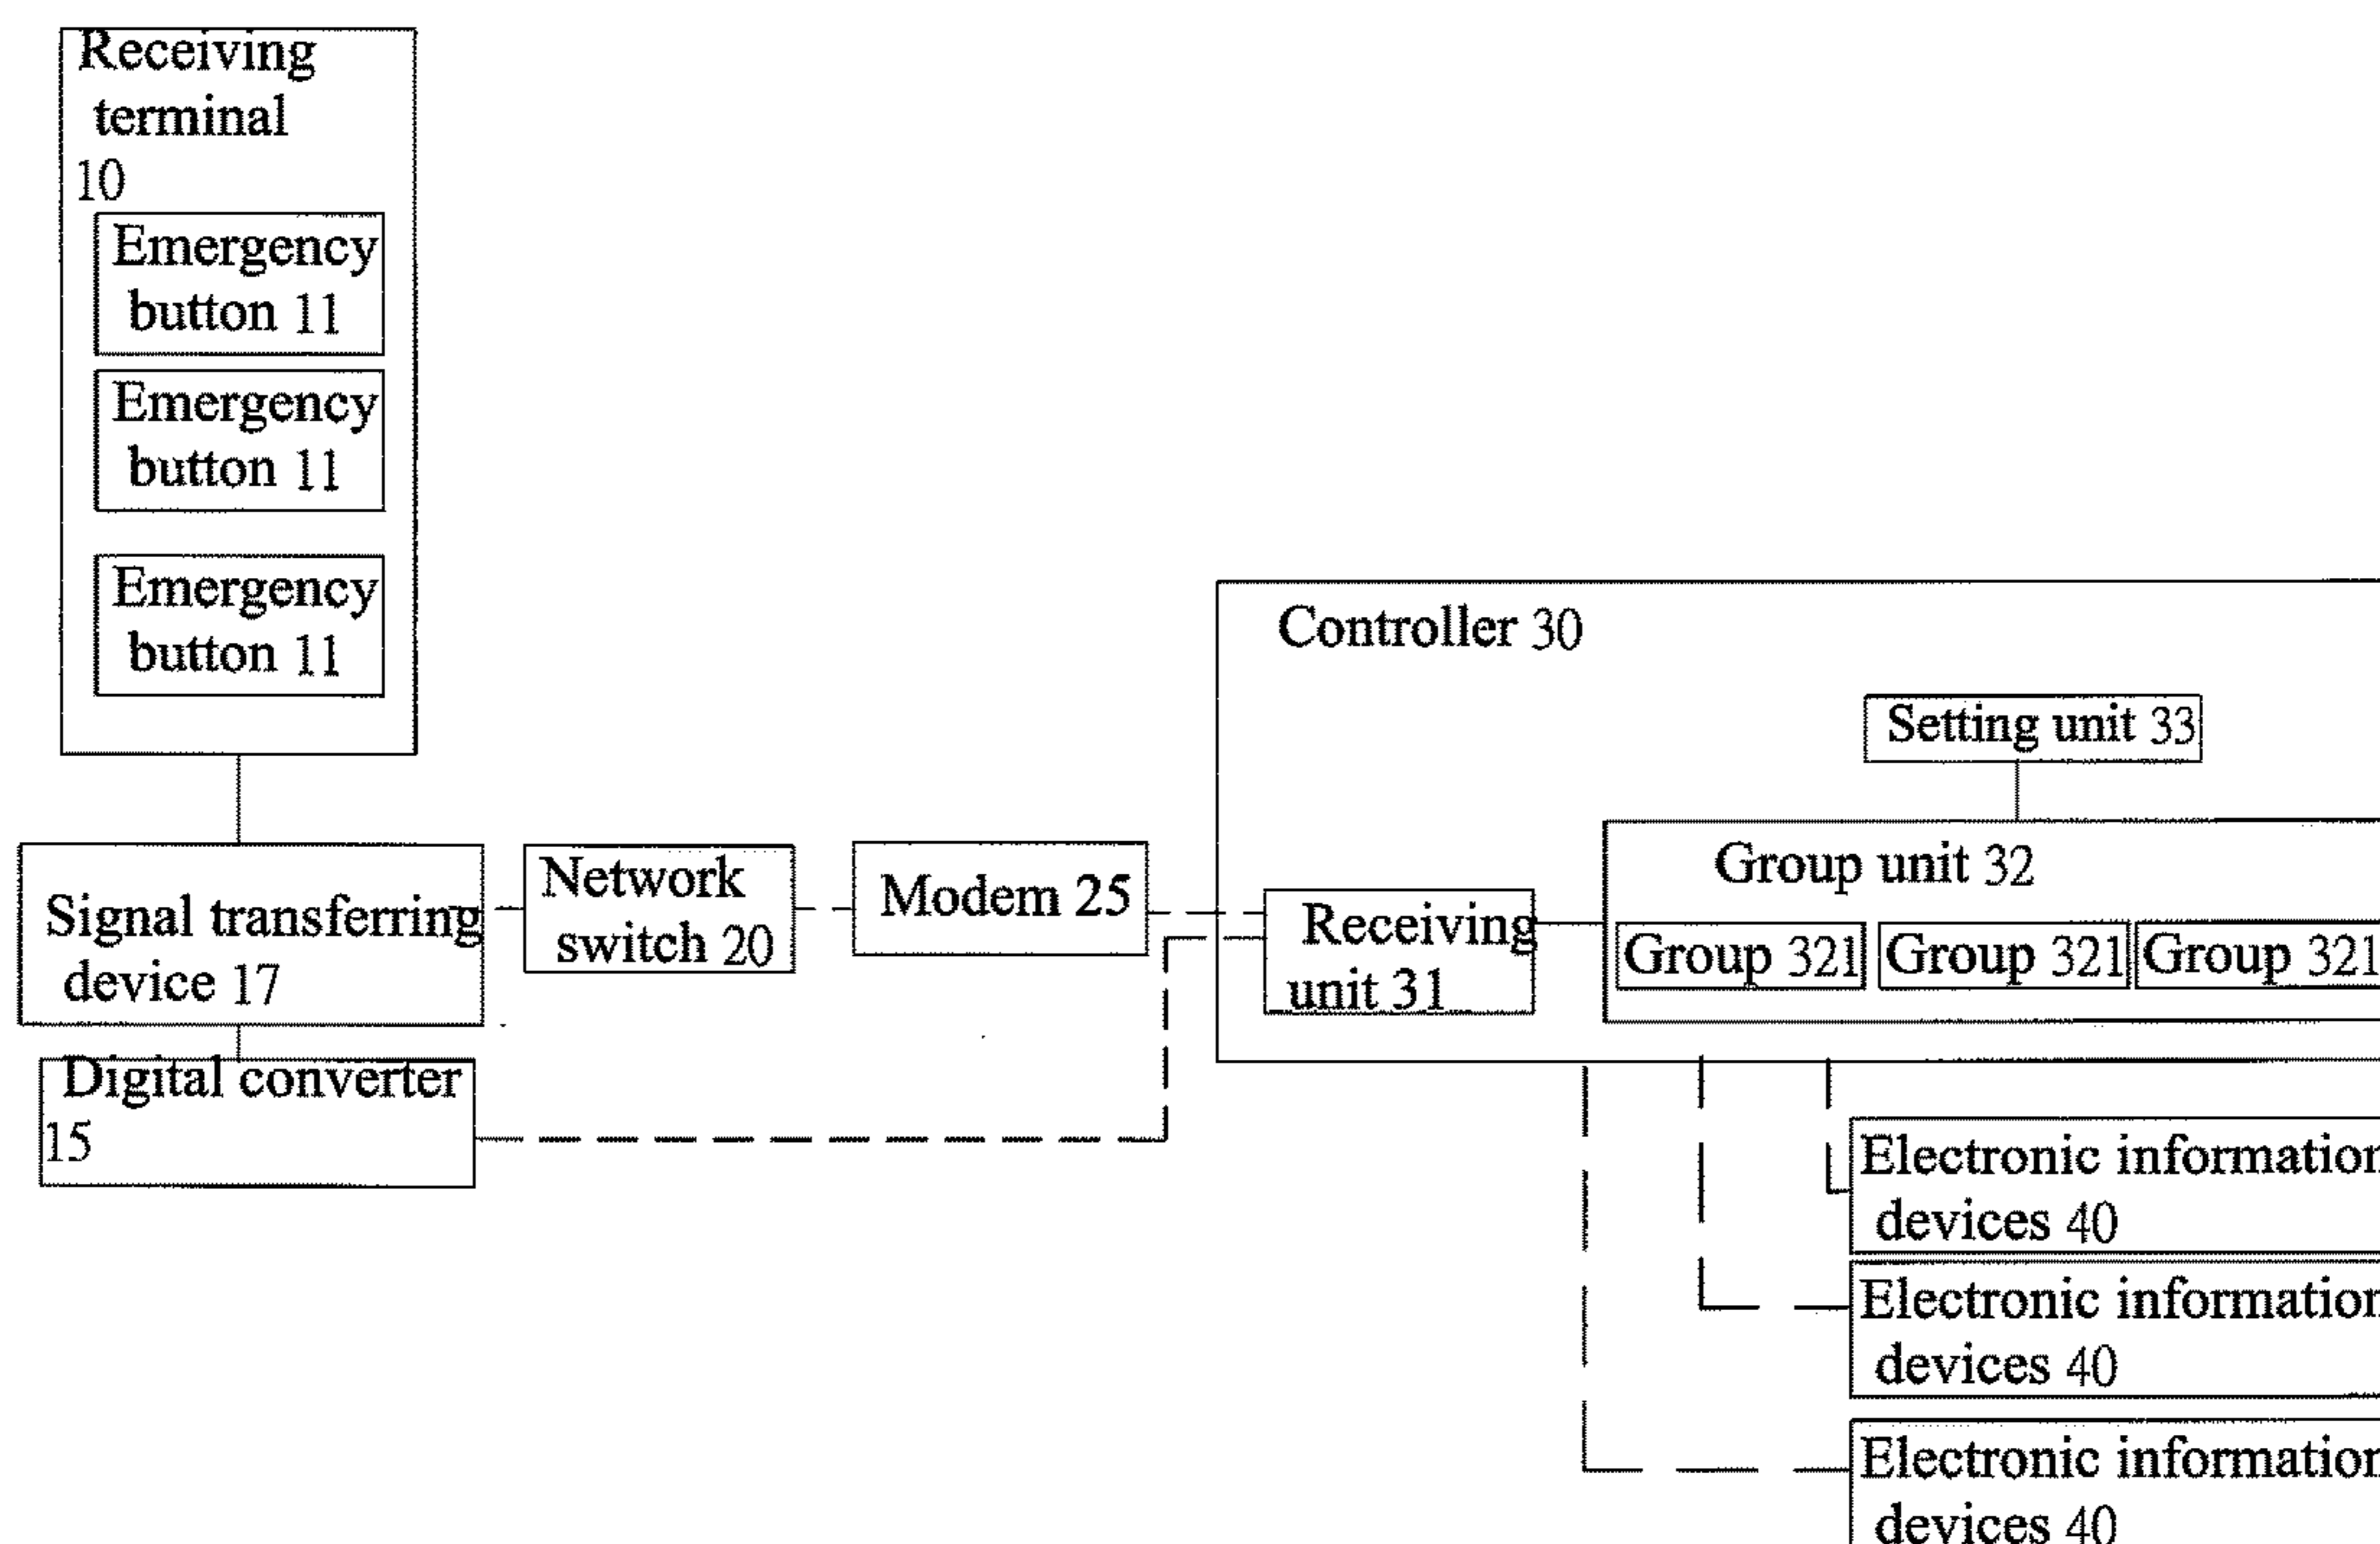 Receiving
terminal
10
Emergency
button 11
Emergency
button 11
Emergency
button 11
Signal transferring
device 17
Digital converter
15
Network
switch 20
Modem 25
Controller 30
Setting unit 33
Receiving
unit 31
Group unit 32
Group 321 Group 321 Group 321
Electronic information
devices 40
Electronic information
devices 40
Electronic information
devices 40